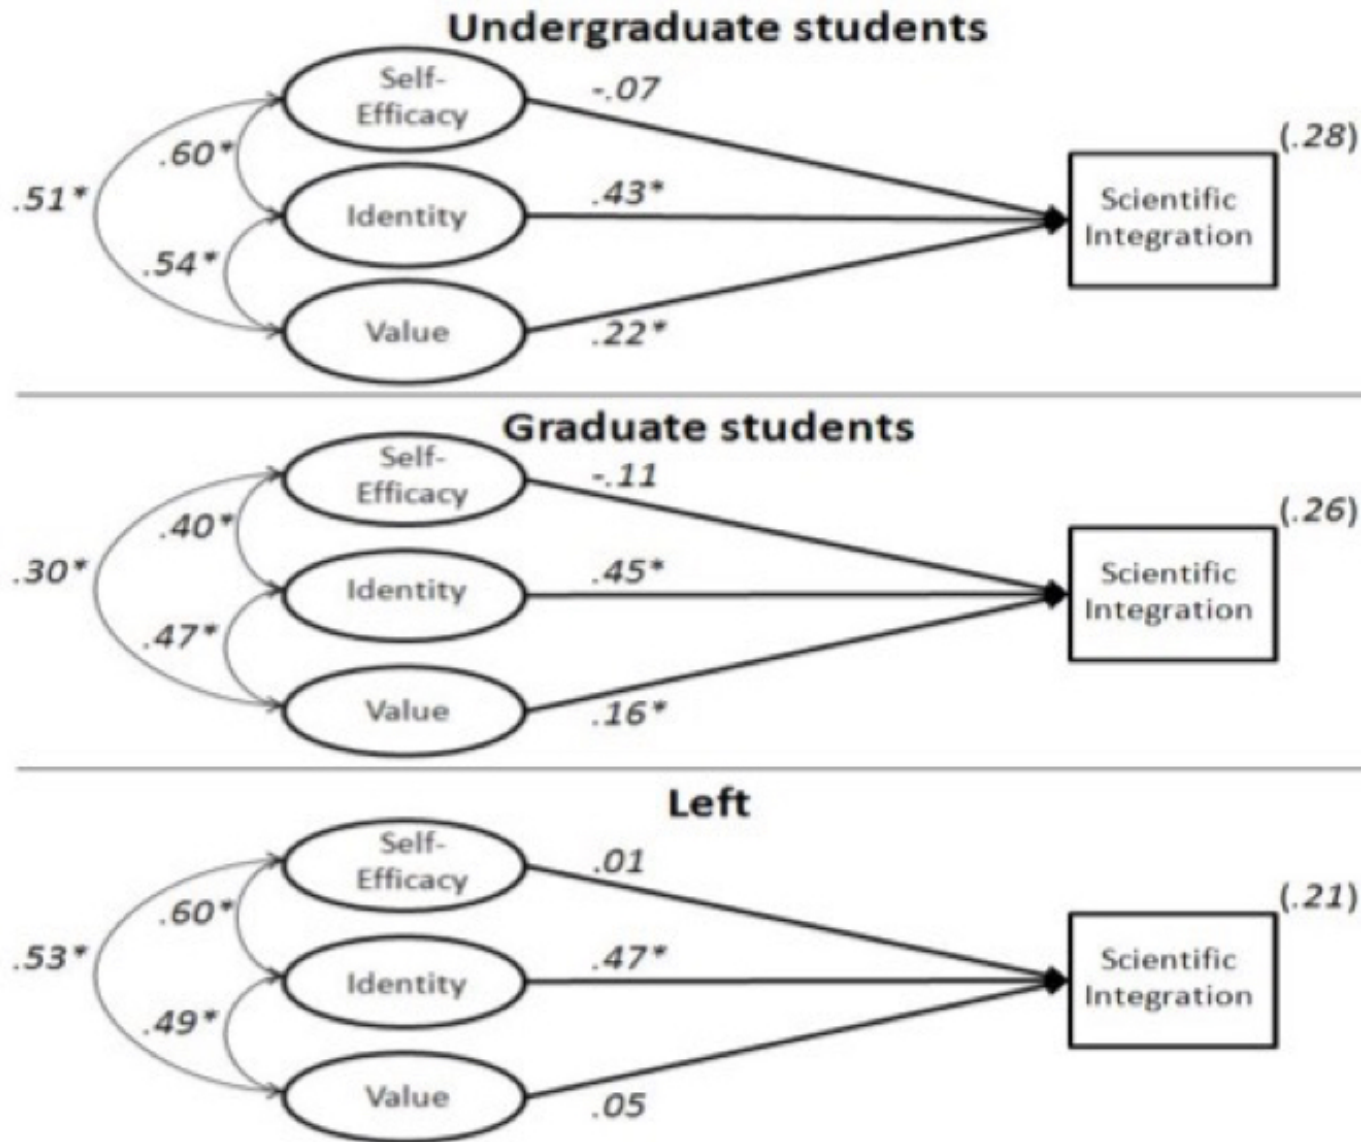 Undergraduate students
Self-
Efficacy
-.07
(.28)
.60*
.51*
Identity
.43*
Scientific
Integration
.54*
Value
.22*
Graduate students
Self-
Efficacy
-.11
(.26)
.40*
.30*
Identity
.45*
Scientific
Integration
.47*
Value
.16*
Left
Self-
Efficacy
.01
(.21)
.60*
.53*
Identity
.47*
Scientific
Integration
.49*
Value
.05